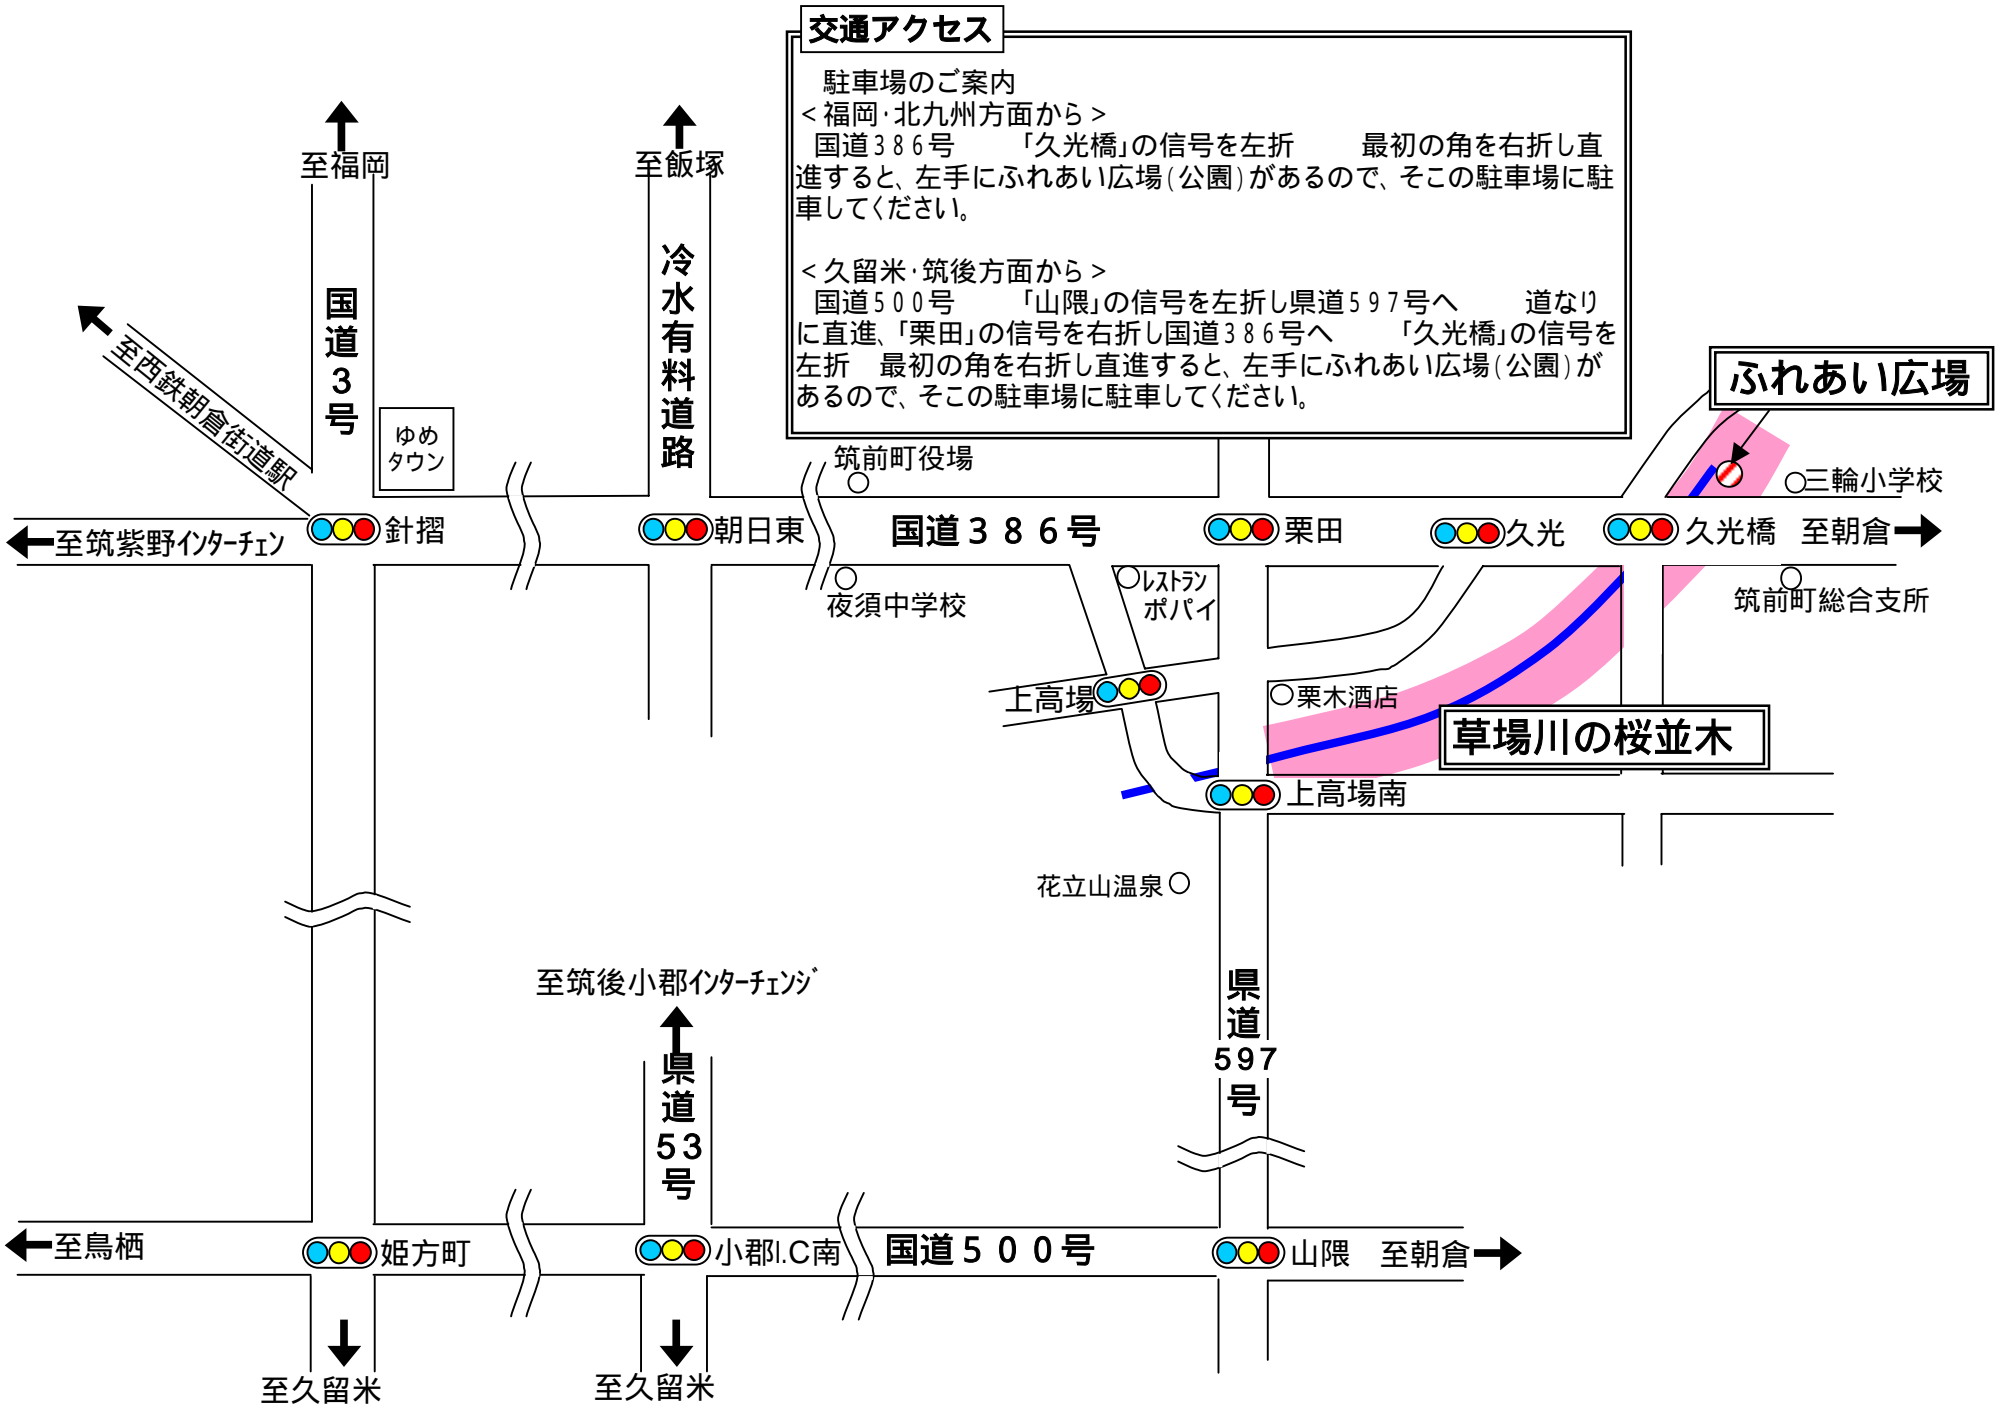 交通アクセス
駐車場のご案内
<福岡・北九州方面から>
国道386号　　「久光橋」の信号を左折　　最初の角を右折し直
進すると、左手にふれあい広場(公園)があるので、そこの駐車場に駐
車してください。
<久留米・筑後方面から>
国道500号　　「山隈」の信号を左折し県道597号へ　　道なり
に直進、「栗田」の信号を右折し国道386号へ　　「久光橋」の信号を
左折　最初の角を右折し直進すると、左手にふれあい広場(公園)が
あるので、そこの駐車場に駐車してください。
至福岡
至飯塚
国道3号
冷水有料道路
至西鉄朝倉街道駅
ゆめ
タウン
ふれあい広場
筑前町役場
三輪小学校
至筑紫野インターチェン
針摺
朝日東
国道386号
栗田
久光
久光橋
至朝倉
夜須中学校
レストラン
ポパイ
筑前町総合支所
上高場
栗木酒店
草場川の桜並木
上高場南
花立山温泉
至筑後小郡インターチェンジ
県道597号
県道53号
至鳥栖
姫方町
小郡I.C南
国道500号
山隈
至朝倉
至久留米
至久留米